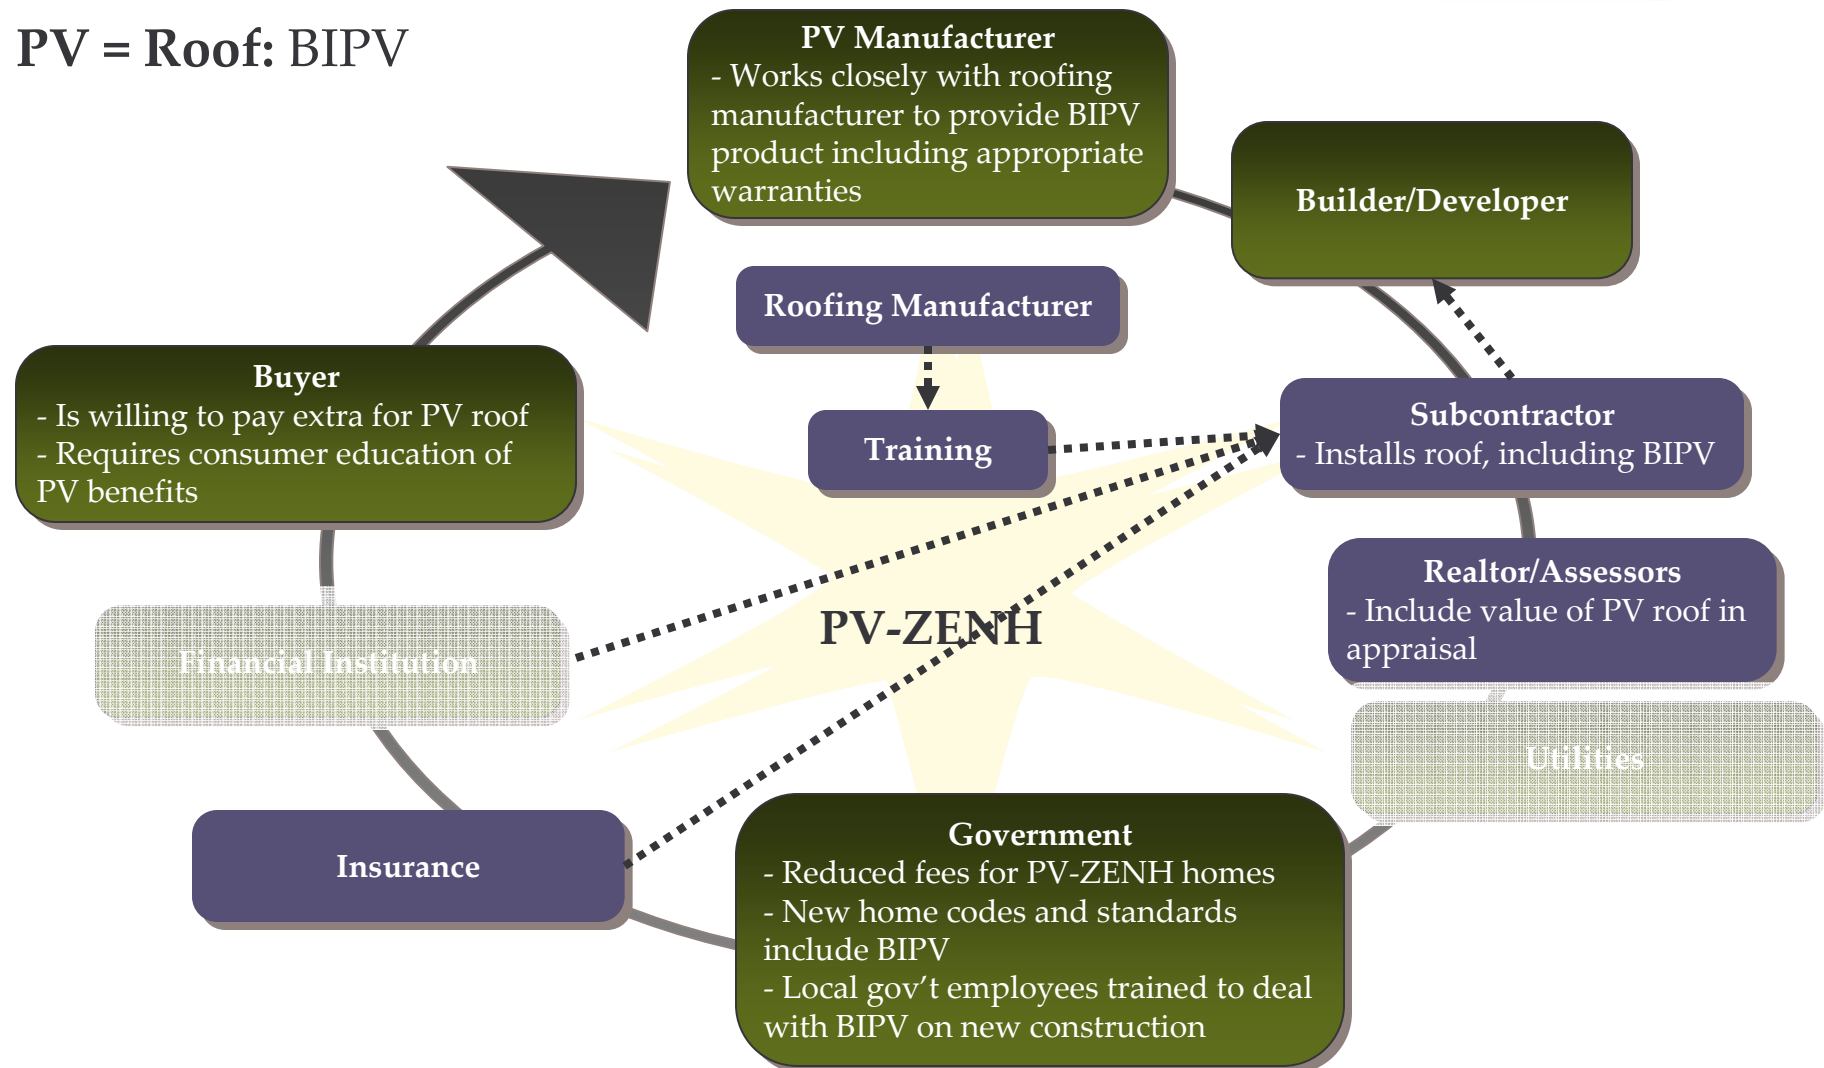 PV = Roof: BIPV
PV Manufacturer
- Works closely with roofing
manufacturer to provide BIPV
product including appropriate
warranties
Builder/Developer
Roofing Manufacturer
Buyer
- Is willing to pay extra for PV roof
- Requires consumer education of
PV benefits
Training
Subcontractor
- Installs roof, including BIPV
Realtor/Assessors
- Include value of PV roof in
appraisal
PV-ZENH
Financial Institution
Utilities
Insurance
Government
- Reduced fees for PV-ZENH homes
- New home codes and standards
include BIPV
- Local gov’t employees trained to deal
with BIPV on new construction